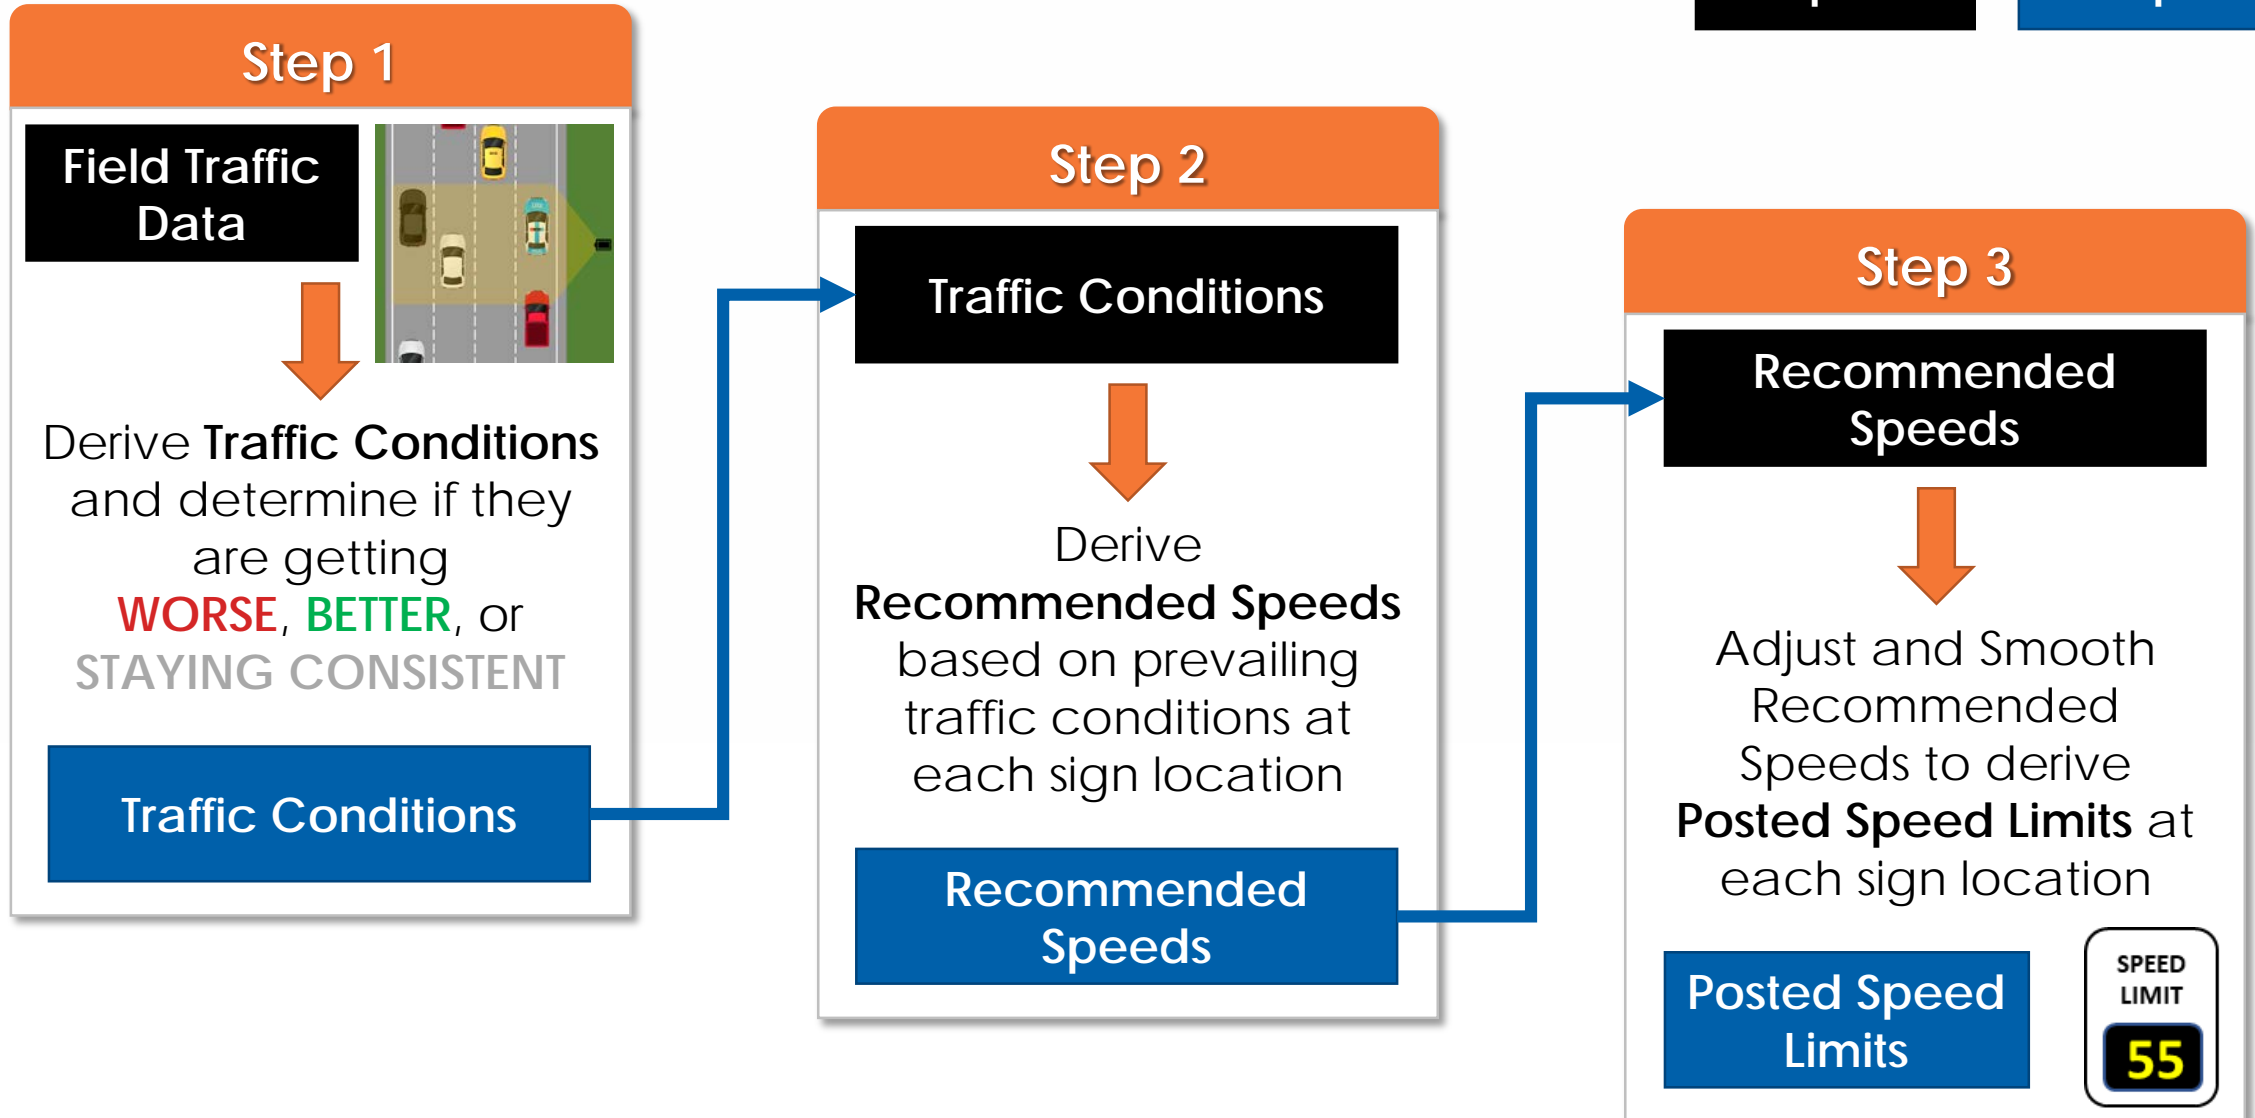 Step 1
Field Traffic
Data
Derive Traffic Conditions
and determine if they
are getting
WORSE, BETTER, or
STAYING CONSISTENT
Traffic Conditions
Step 2
Traffic Conditions
Derive
Recommended Speeds
based on prevailing
traffic conditions at
each sign location
Recommended
Speeds
Step 3
Recommended
Speeds
Adjust and Smooth
Recommended
Speeds to derive
Posted Speed Limits at
each sign location
Posted Speed
Limits
SPEED
LIMIT
55